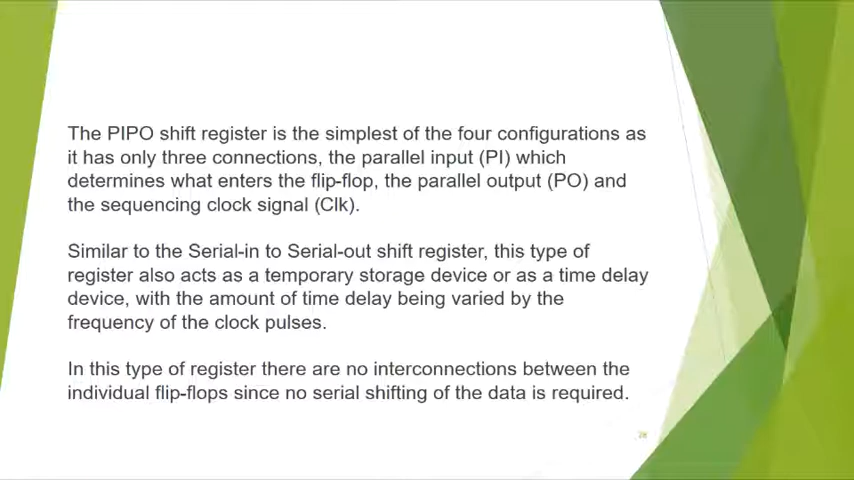 The PIPO shift register is the simplest of the four configurations as
it has only three connections, the parallel input (PI) which
determines what enters the flip-flop, the parallel output (PO) and
the sequencing clock signal (Clk).
Similar to the Serial-in to Serial-out shift register, this type of
register also acts as a temporary storage device or as a time delay
device, with the amount of time delay being varied by the
frequency of the clock pulses.
In this type of register there are no interconnections between the
individual flip-flops since no serial shifting of the data is required.